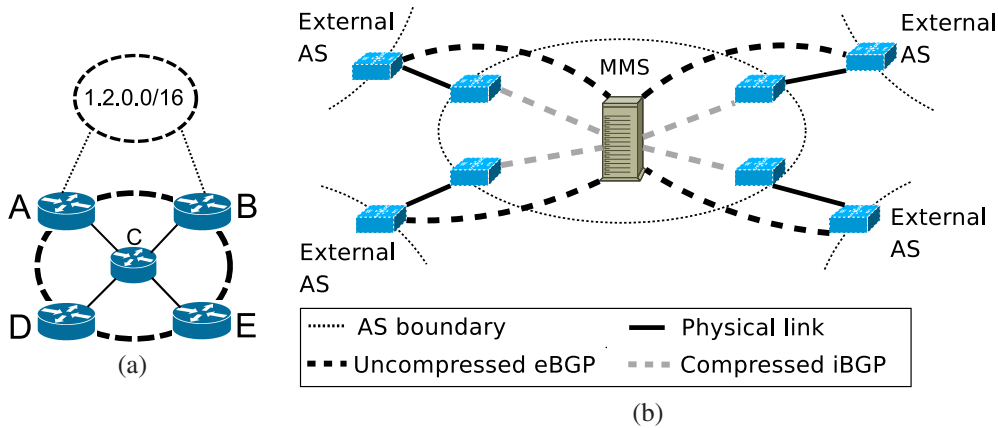 1.2.0.0/16
A
B
C
D
E
(a)
External
AS
External
AS
MMS
External
AS
External
AS
AS boundary
Physical link
Uncompressed eBGP
Compressed iBGP
(b)